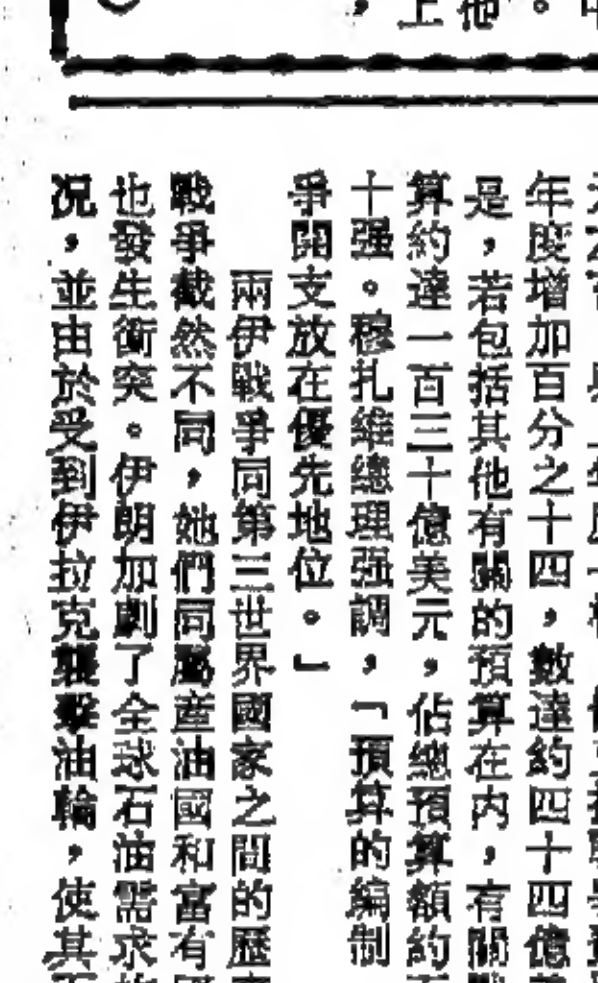 上他。
年度增加百分之十四，數達約四十四億
是，若包括其他有關的預算在内，有關
算約達一百三十億美元，佔總預算額約
十强。穆扎維總理强調，「預算的編制
爭開支放在優先地位。」
兩伊戰爭同第三世界國家之間的歷
戰爭截然不同，她們同屬產油國和富有
也發生衝突。伊朗加劇了全球石油需求
况，並由於受到伊拉克襲擊油輪，使其